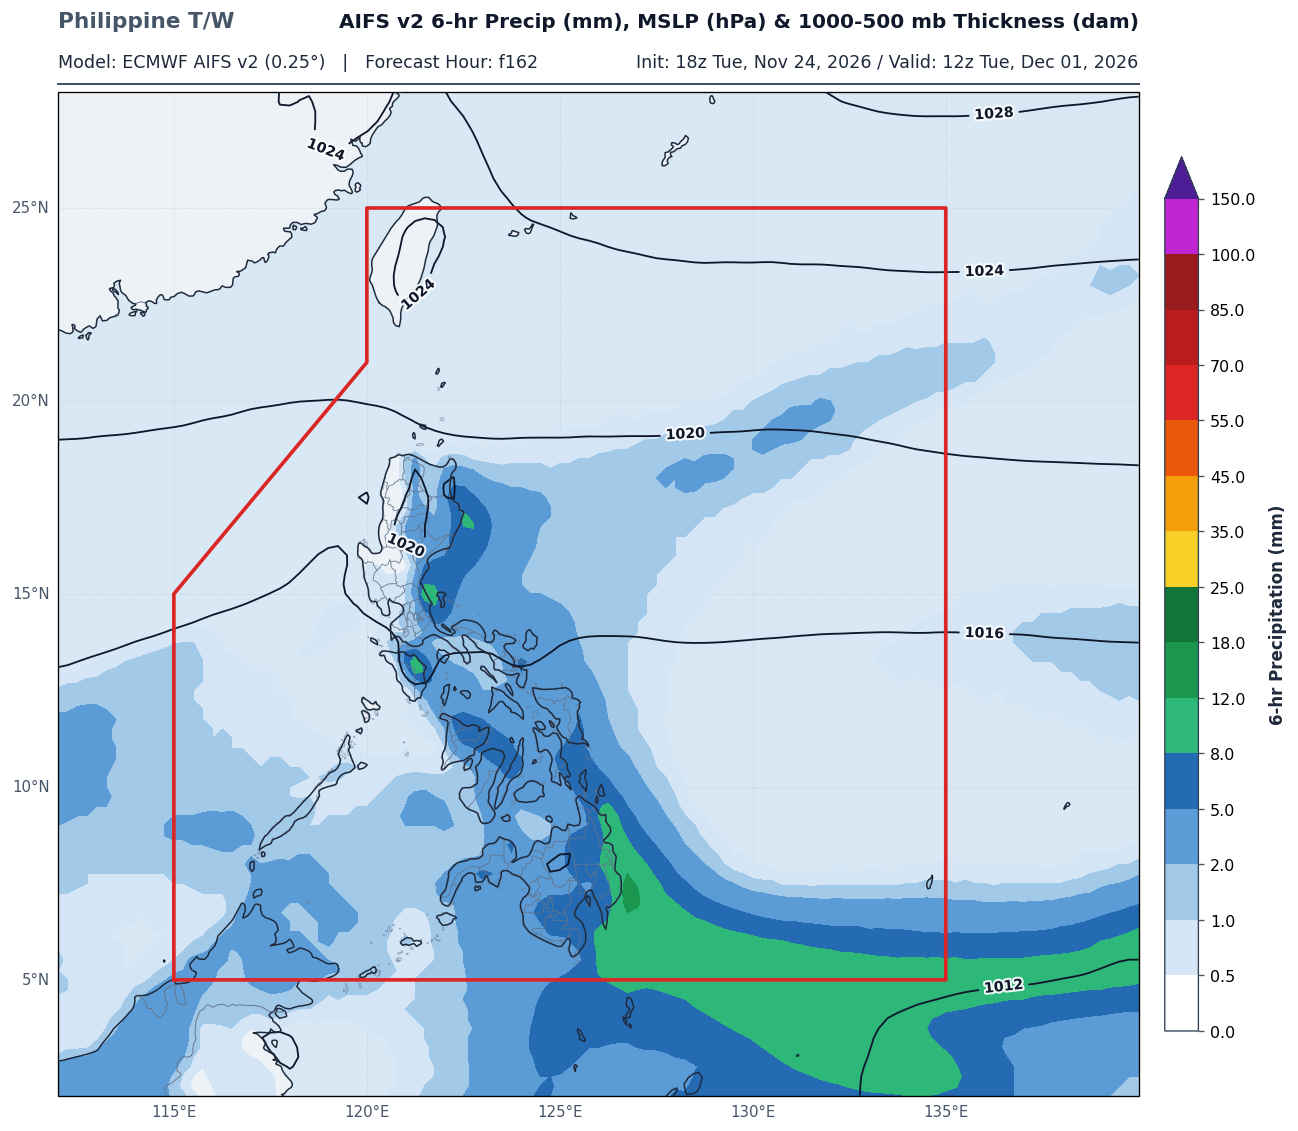 Philippine T/W
AIFS v2 6-hr Precip (mm), MSLP (hPa) & 1000-500 mb Thickness (dam)
Model: ECMWF AIFS v2 (0.25°) | Forecast Hour: f162
Init: 18z Tue, Nov 24, 2026 / Valid: 12z Tue, Dec 01, 2026
1028
1024
1024
1024
1020
1020
1016
1012
25°N
20°N
15°N
10°N
5°N
115°E
120°E
125°E
130°E
135°E
150.0
100.0
85.0
70.0
55.0
45.0
35.0
25.0
18.0
12.0
8.0
5.0
2.0
1.0
0.5
0.0
6-hr Precipitation (mm)